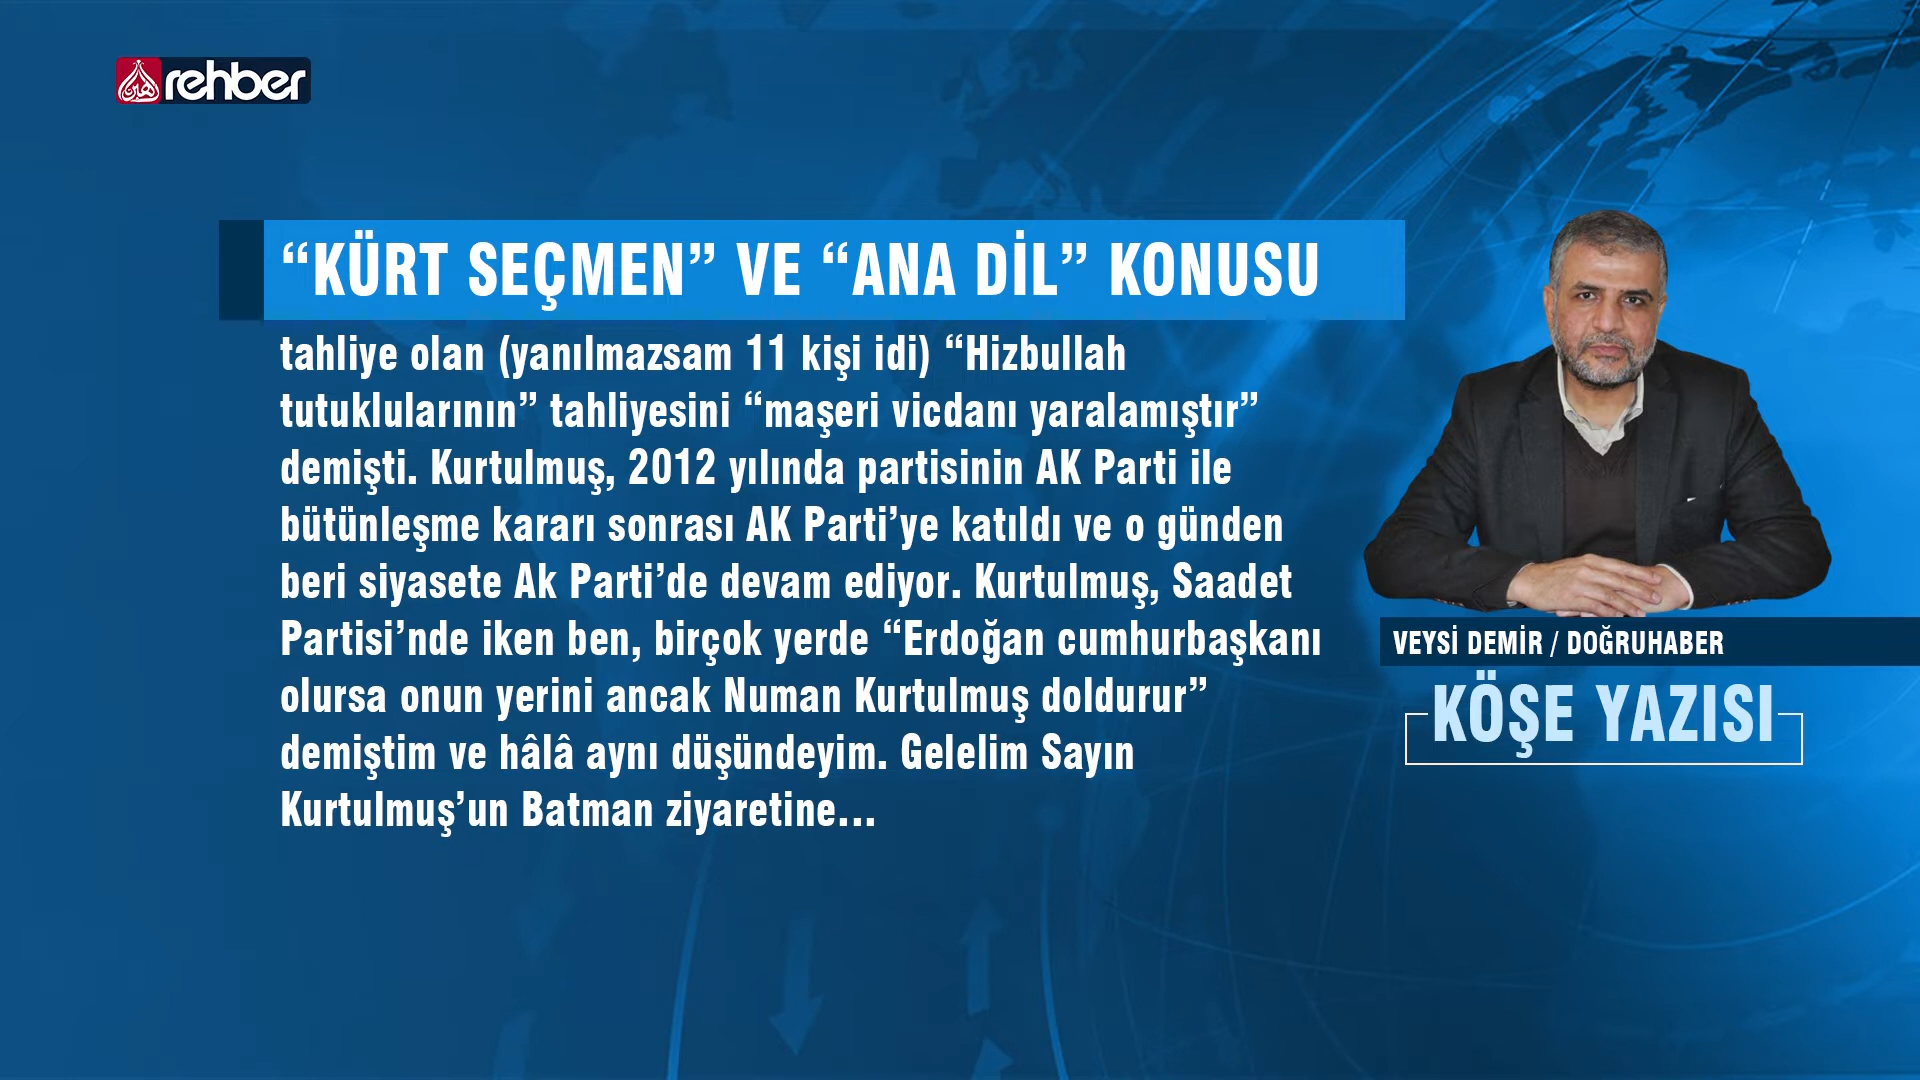 rehber
“KÜRT SEÇMEN” VE “ANA DİL” KONUSU
tahliye olan (yanılmazsam 11 kişi idi) “Hizbullah
tutuklularının” tahliyesini “maşeri vicdanı yaralamıştır”
demişti. Kurtulmuş, 2012 yılında partisinin AK Parti ile
bütünleşme kararı sonrası AK Parti’ye katıldı ve o günden
beri siyasete Ak Parti’de devam ediyor. Kurtulmuş, Saadet
Partisi’nde iken ben, birçok yerde “Erdoğan cumhurbaşkanı
olursa onun yerini ancak Numan Kurtulmuş doldurur”
demiştim ve hâlâ aynı düşündeyim. Gelelim Sayın
Kurtulmuş’un Batman ziyaretine...
VEYSİ DEMİR / DOĞRUHABER
KÖŞE YAZISI